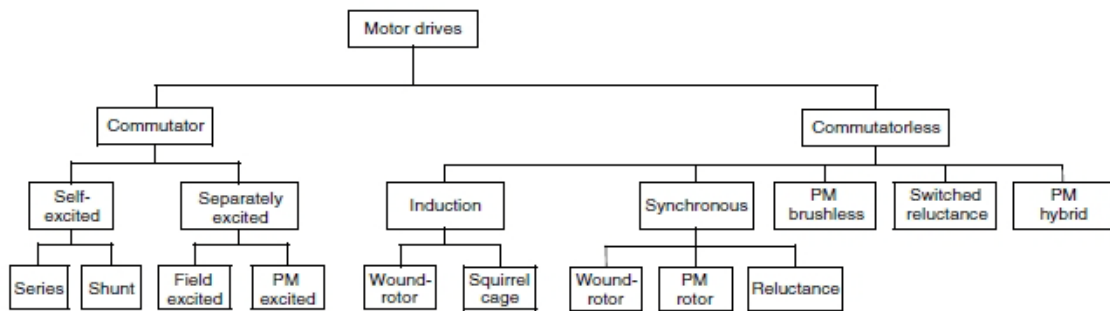 Motor drives
Commutator
Commutatorless
Self-
excited
Separately
excited
Induction
Synchronous
PM
brushless
Switched
reluctance
PM
hybrid
Series
Shunt
Field
excited
PM
excited
Wound-
rotor
Squirrel
cage
Wound-
rotor
PM
rotor
Reluctance